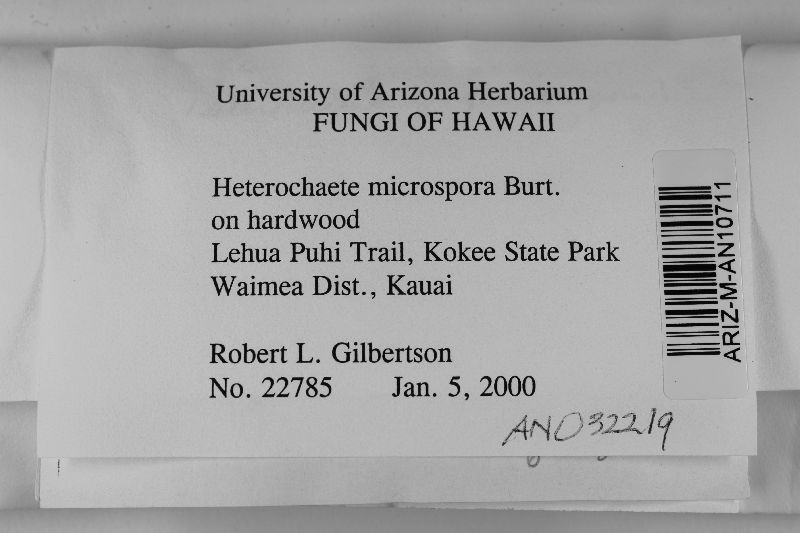 University of Arizona Herbarium
FUNGI OF HAWAII
Heterochaete microspora Burt.
on hardwood
Lehua Puhi Trail, Kokee State Park
Waimea Dist., Kauai
Robert L. Gilbertson
No. 22785 Jan. 5, 2000
AN032219
ARIZ-M-AN10711